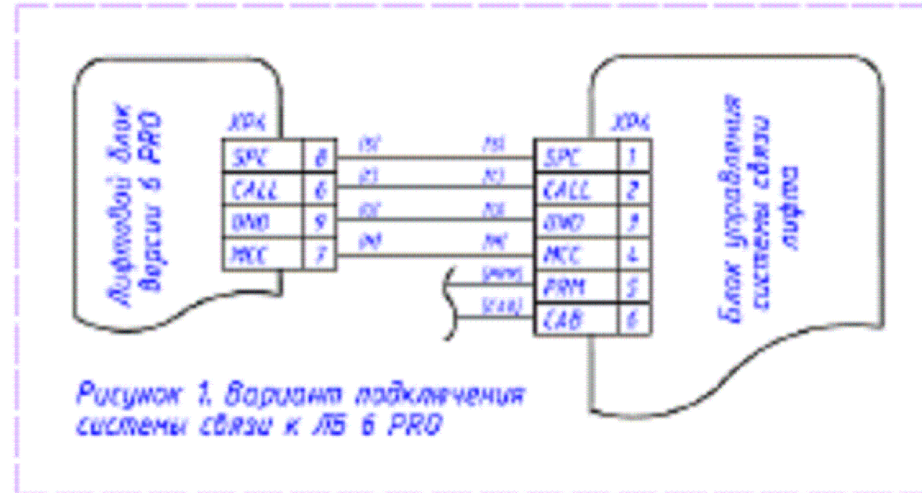 Лифтовой блок
версии 6 PRO
XP4
SPC 8
CALL 6
GND 9
MCC 7
(S) (S)
(C) (C)
(G) (G)
(M) (M)
(PRM)
(CAB)
XP4
SPC 1
CALL 2
GND 3
MCC 4
PRM 5
CAB 6
Блок управления
системы связи
лифта
Рисунок 1. Вариант подключения
системы связи к ЛБ 6 PRO